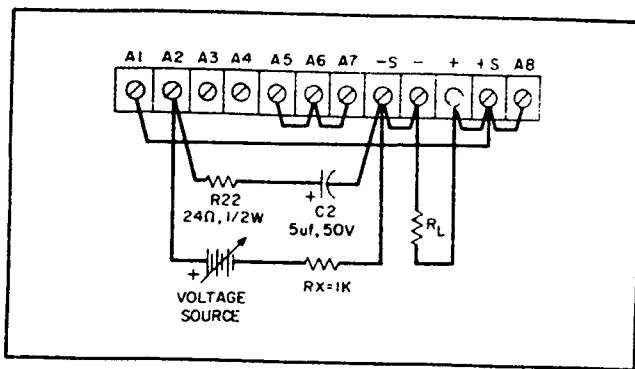 A1 A2 A3 A4 A5 A6 A7 -S - + +S A8
R22
24Ω, 1/2W
+
C2
5uf, 50V
RL
+
VOLTAGE
SOURCE
RX=1K